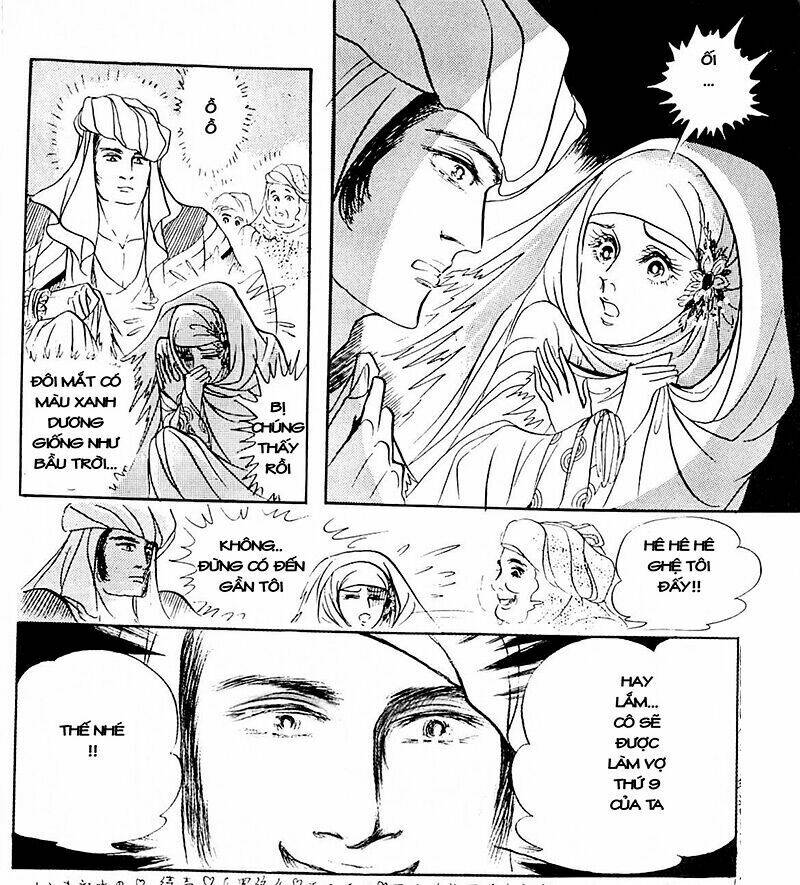 ỐI
...
Ồ
Ồ
ĐÔI MẮT CÓ
MÀU XANH
DƯƠNG
GIỐNG NHƯ
BẦU TRỜI...
BỊ
CHÚNG
THẤY
RỒI
KHÔNG..
ĐỪNG CÓ ĐẾN
GẦN TÔI
HÊ HÊ HÊ
GHỆ TÔI
ĐẤY!!
THẾ NHÉ
!!
HAY
LẮM...
CÔ SẼ
ĐƯỢC
LÀM VỢ
THỨ 9
CỦA TA